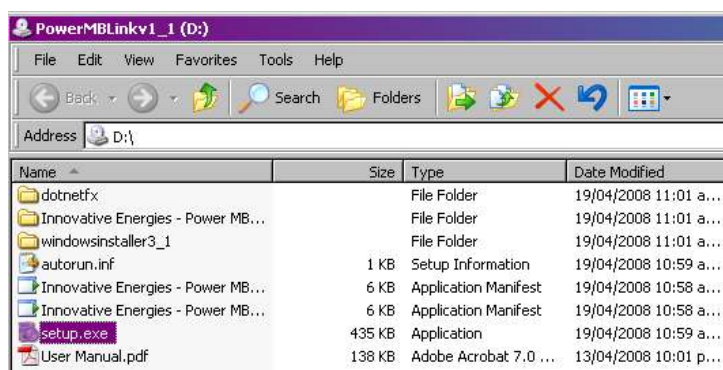 PowerMBLinkv1_1 (D:)
File Edit View Favorites Tools Help
Back Search Folders
Address D:\
Name Size Type Date Modified
dotnetfx File Folder 19/04/2008 11:01 a...
Innovative Energies - Power MB... File Folder 19/04/2008 11:01 a...
windowsinstaller3_1 File Folder 19/04/2008 11:01 a...
autorun.inf 1 KB Setup Information 19/04/2008 10:59 a...
Innovative Energies - Power MB... 6 KB Application Manifest 19/04/2008 10:58 a...
Innovative Energies - Power MB... 6 KB Application Manifest 19/04/2008 10:58 a...
setup.exe 435 KB Application 19/04/2008 10:59 a...
User Manual.pdf 138 KB Adobe Acrobat 7.0 ... 13/04/2008 10:01 p...